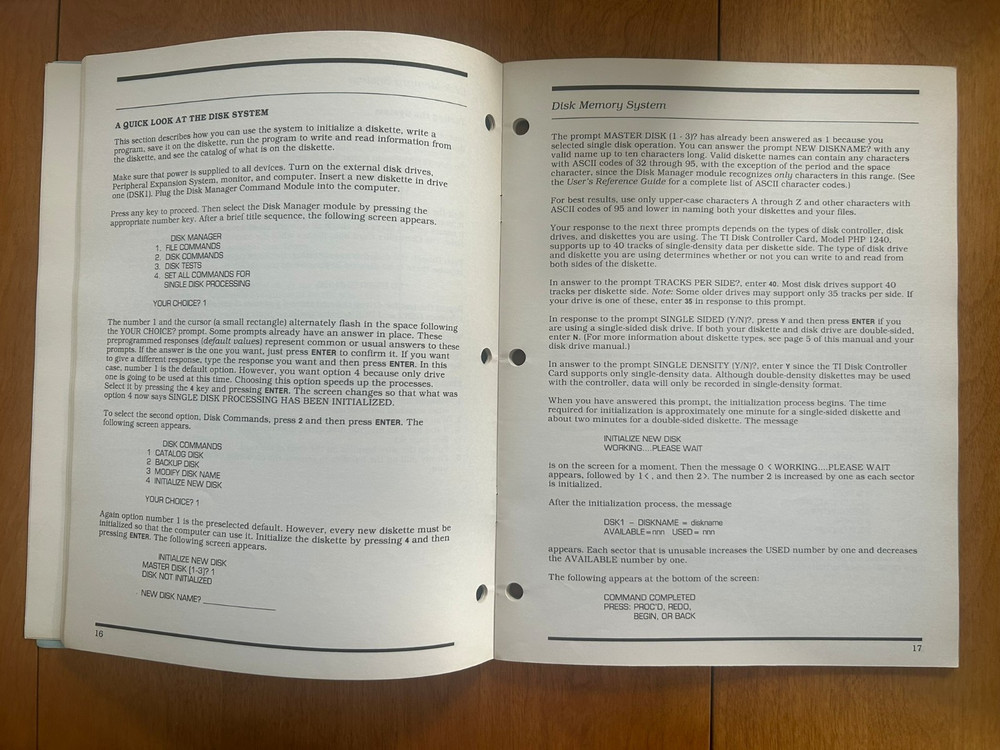 A QUICK LOOK AT THE DISK SYSTEM
This section describes how you can use the system to initialize a diskette, write a
program, save it on the diskette, run the program to write and read information from
the diskette, and see the catalog of what is on the diskette.
Make sure that power is supplied to all devices. Turn on the external disk drives,
Peripheral Expansion System, monitor, and computer. Insert a new diskette in drive
one (DSK1). Plug the Disk Manager Command Module into the computer.
Press any key to proceed. Then select the Disk Manager module by pressing the
appropriate number key. After a brief title sequence, the following screen appears.
DISK MANAGER
1. FILE COMMANDS
2. DISK COMMANDS
3. DISK TESTS
4. SET ALL COMMANDS FOR
SINGLE DISK PROCESSING
YOUR CHOICE? 1
The number 1 and the cursor (a small rectangle) alternately flash in the space following
the YOUR CHOICE? prompt. Some prompts already have an answer in place. These
preprogrammed responses (default values) represent common or usual answers to these
prompts. If the answer is the one you want, just press ENTER to confirm it. If you want
to give a different response, type the response you want and then press ENTER. In this
case, number 1 is the default option. However, you want option 4 because only drive
one is going to be used at this time. Choosing this option speeds up the processes.
Select it by pressing the 4 key and pressing ENTER. The screen changes so that what was
option 4 now says SINGLE DISK PROCESSING HAS BEEN INITIALIZED.
To select the second option, Disk Commands, press 2 and then press ENTER. The
following screen appears.
DISK COMMANDS
1 CATALOG DISK
2 BACKUP DISK
3 MODIFY DISK NAME
4 INITIALIZE NEW DISK
YOUR CHOICE? 1
Again option number 1 is the preselected default. However, every new diskette must be
initialized so that the computer can use it. Initialize the diskette by pressing 4 and then
pressing ENTER. The following screen appears.
INITIALIZE NEW DISK
MASTER DISK [1-3]? 1
DISK NOT INITIALIZED
NEW DISK NAME? __________
16
Disk Memory System
The prompt MASTER DISK (1 - 3)? has already been answered as 1 because you
selected single disk operation. You can answer the prompt NEW DISKNAME? with any
valid name up to ten characters long. Valid diskette names can contain any characters
with ASCII codes of 32 through 95, with the exception of the period and the space
character, since the Disk Manager module recognizes only characters in this range. (See
the User's Reference Guide for a complete list of ASCII character codes.)
For best results, use only upper-case characters A through Z and other characters with
ASCII codes of 95 and lower in naming both your diskettes and your files.
Your response to the next three prompts depends on the types of disk controller, disk
drives, and diskettes you are using. The TI Disk Controller Card, Model PHP 1240,
supports up to 40 tracks of single-density data per diskette side. The type of disk drive
and diskette you are using determines whether or not you can write to and read from
both sides of the diskette.
In answer to the prompt TRACKS PER SIDE?, enter 40. Most disk drives support 40
tracks per diskette side. Note: Some older drives may support only 35 tracks per side. If
your drive is one of these, enter 35 in response to this prompt.
In response to the prompt SINGLE SIDED (Y/N)?, press Y and then press ENTER if you
are using a single-sided disk drive. If both your diskette and disk drive are double-sided,
enter N. (For more information about diskette types, see page 5 of this manual and your
disk drive manual.)
In answer to the prompt SINGLE DENSITY (Y/N)?, enter Y since the TI Disk Controller
Card supports only single-density data. Although double-density diskettes may be used
with the controller, data will only be recorded in single-density format.
When you have answered this prompt, the initialization process begins. The time
required for initialization is approximately one minute for a single-sided diskette and
about two minutes for a double-sided diskette. The message
INITIALIZE NEW DISK
WORKING....PLEASE WAIT
is on the screen for a moment. Then the message 0 < WORKING....PLEASE WAIT
appears, followed by 1 < , and then 2 >. The number 2 is increased by one as each sector
is initialized.
After the initialization process, the message
DSK1 - DISKNAME = diskname
AVAILABLE=nnn USED= nnn
appears. Each sector that is unusable increases the USED number by one and decreases
the AVAILABLE number by one.
The following appears at the bottom of the screen:
COMMAND COMPLETED
PRESS: PROC'D, REDO,
BEGIN, OR BACK
17